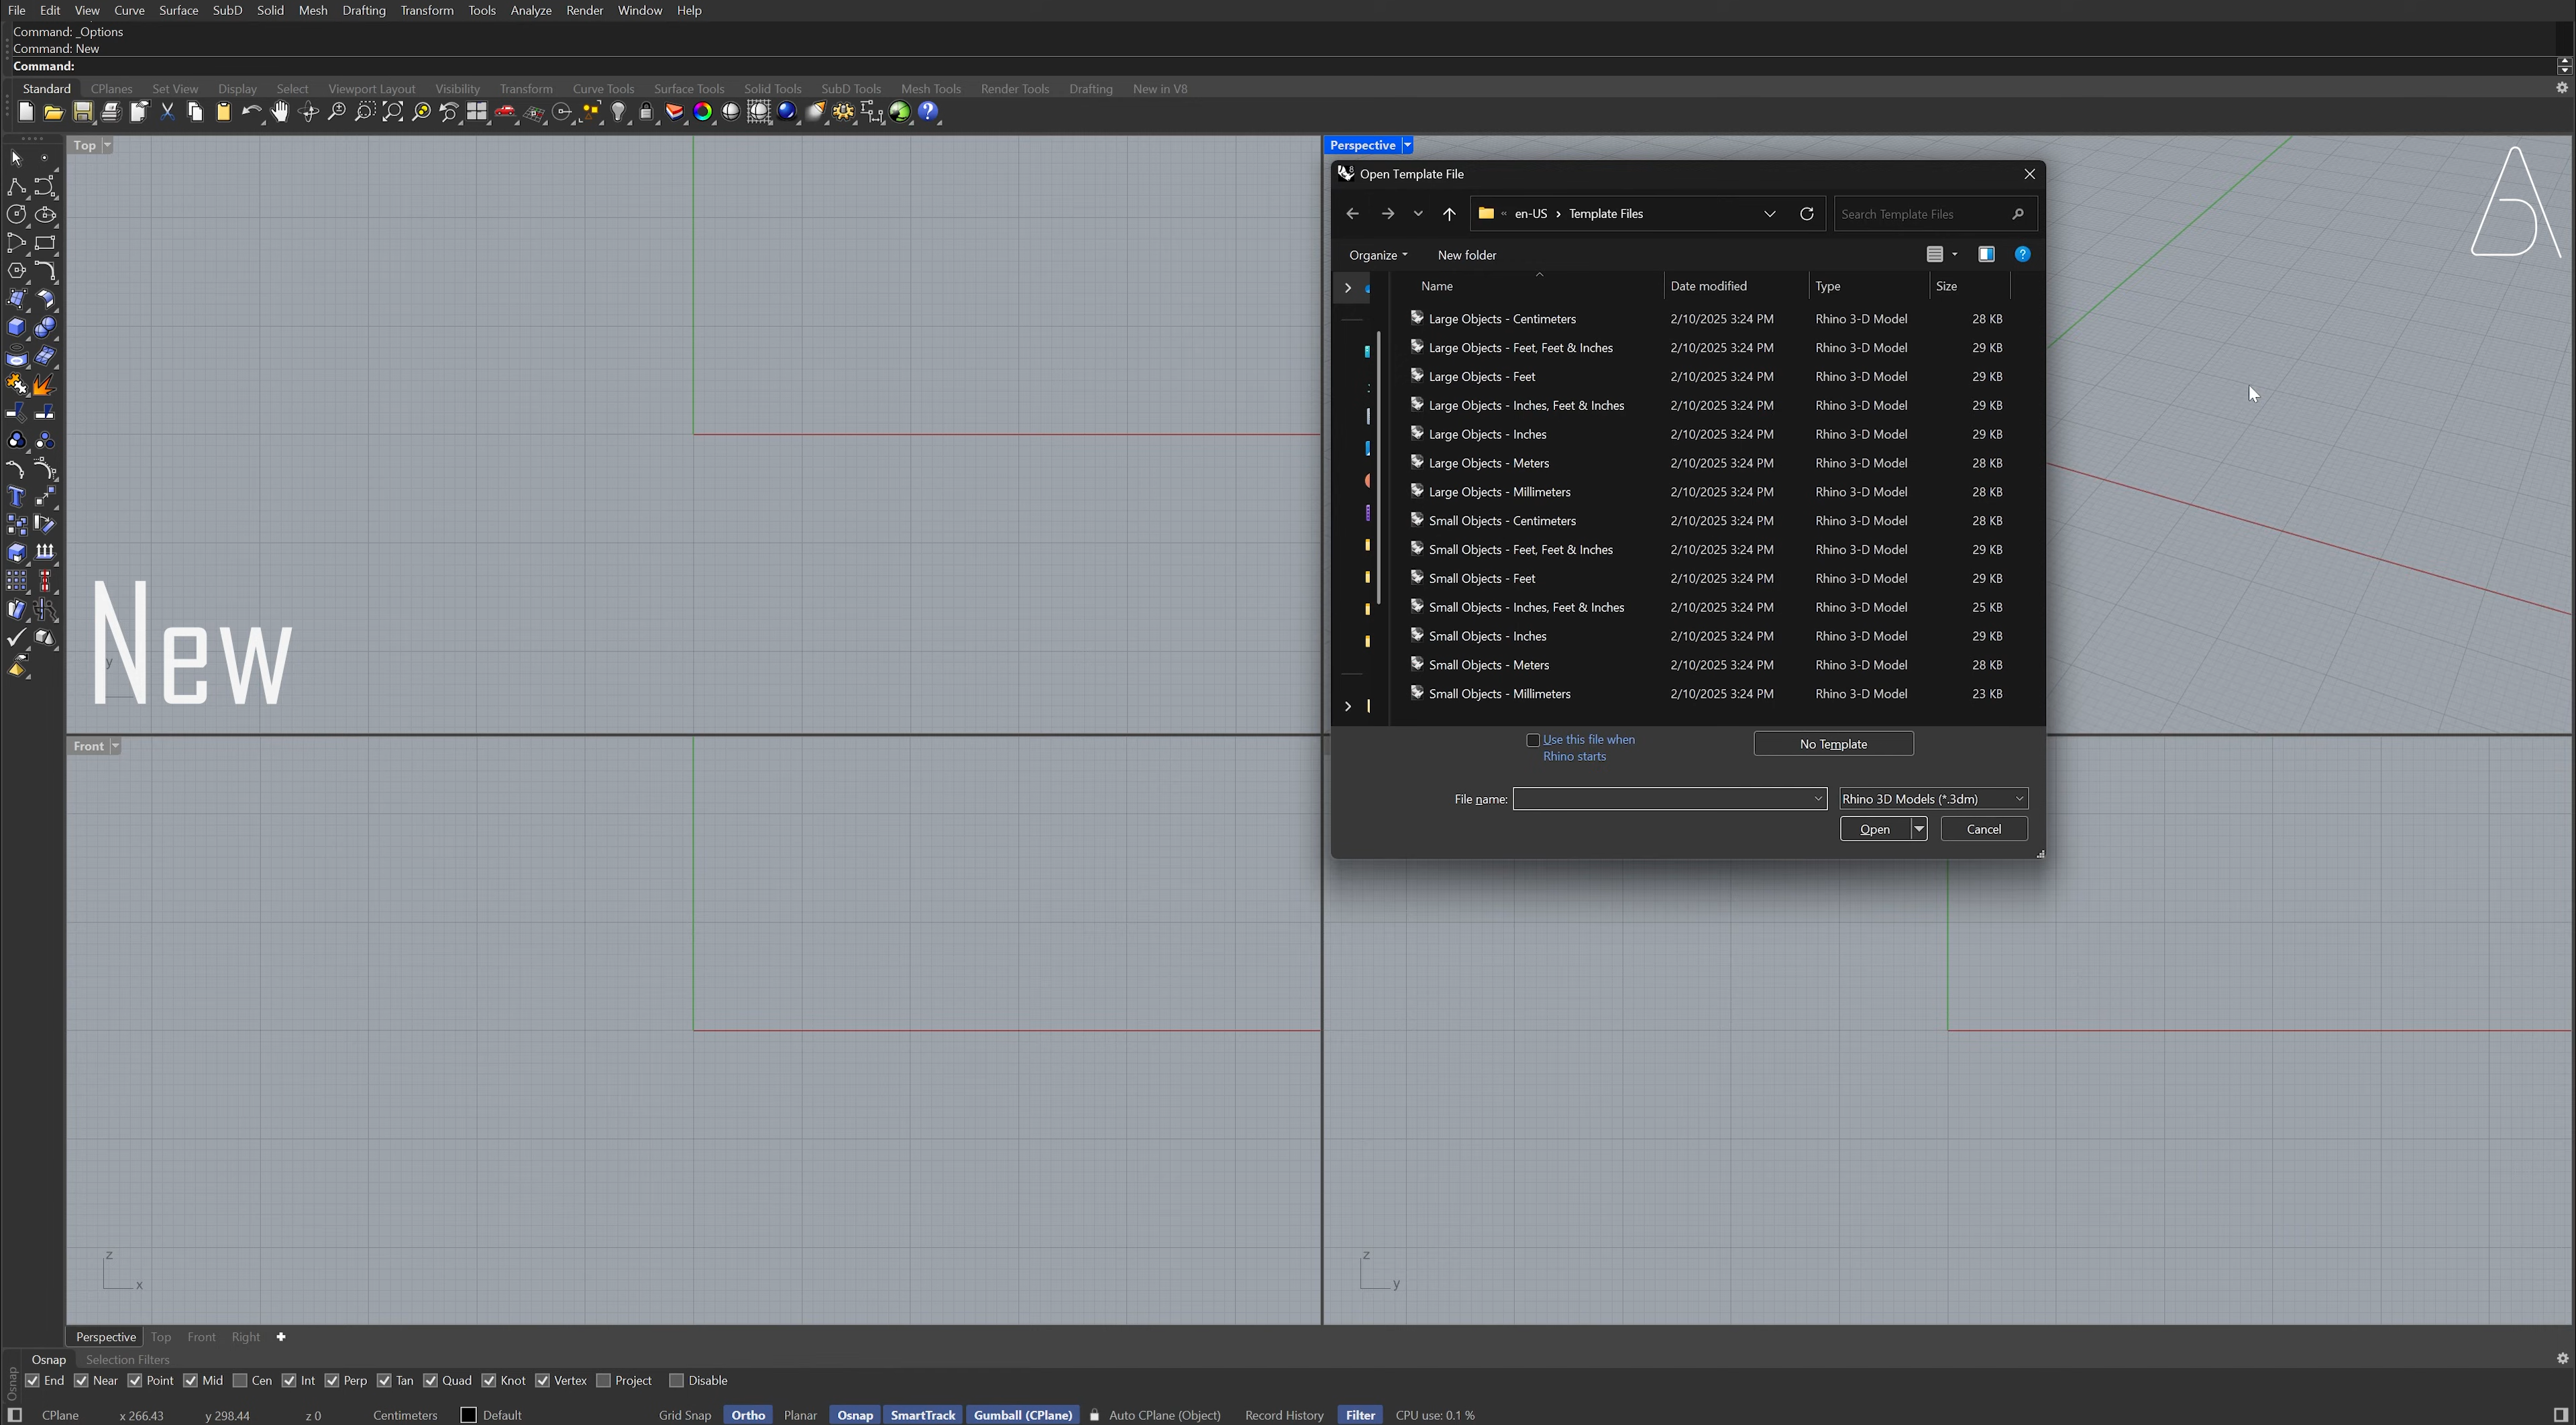 File Edit View Curve Surface SubD Solid Mesh Drafting Transform Tools Analyze Render Window Help
Command: _Options
Command: New
Command:
Standard CPlanes Set View Display Select Viewport Layout Visibility Transform Curve Tools Surface Tools Solid Tools SubD Tools Mesh Tools Render Tools Drafting New in V8
Top
Perspective
Open Template File
« en-US > Template Files
Search Template Files
Organize New folder
Name Date modified Type Size
Large Objects - Centimeters 2/10/2025 3:24 PM Rhino 3-D Model 28 KB
Large Objects - Feet, Feet & Inches 2/10/2025 3:24 PM Rhino 3-D Model 29 KB
Large Objects - Feet 2/10/2025 3:24 PM Rhino 3-D Model 29 KB
Large Objects - Inches, Feet & Inches 2/10/2025 3:24 PM Rhino 3-D Model 29 KB
Large Objects - Inches 2/10/2025 3:24 PM Rhino 3-D Model 29 KB
Large Objects - Meters 2/10/2025 3:24 PM Rhino 3-D Model 28 KB
Large Objects - Millimeters 2/10/2025 3:24 PM Rhino 3-D Model 28 KB
Small Objects - Centimeters 2/10/2025 3:24 PM Rhino 3-D Model 28 KB
Small Objects - Feet, Feet & Inches 2/10/2025 3:24 PM Rhino 3-D Model 29 KB
Small Objects - Feet 2/10/2025 3:24 PM Rhino 3-D Model 29 KB
Small Objects - Inches, Feet & Inches 2/10/2025 3:24 PM Rhino 3-D Model 25 KB
Small Objects - Inches 2/10/2025 3:24 PM Rhino 3-D Model 29 KB
Small Objects - Meters 2/10/2025 3:24 PM Rhino 3-D Model 28 KB
Small Objects - Millimeters 2/10/2025 3:24 PM Rhino 3-D Model 23 KB
Use this file when
Rhino starts
No Template
File name: Rhino 3D Models (*.3dm)
Open Cancel
New
y
Front
z
x
z
y
Perspective Top Front Right
Osnap Selection Filters
Osnap
End Near Point Mid Cen Int Perp Tan Quad Knot Vertex Project Disable
CPlane x 266.43 y 298.44 z 0 Centimeters Default Grid Snap Ortho Planar Osnap SmartTrack Gumball (CPlane) Auto CPlane (Object) Record History Filter CPU use: 0.1 %